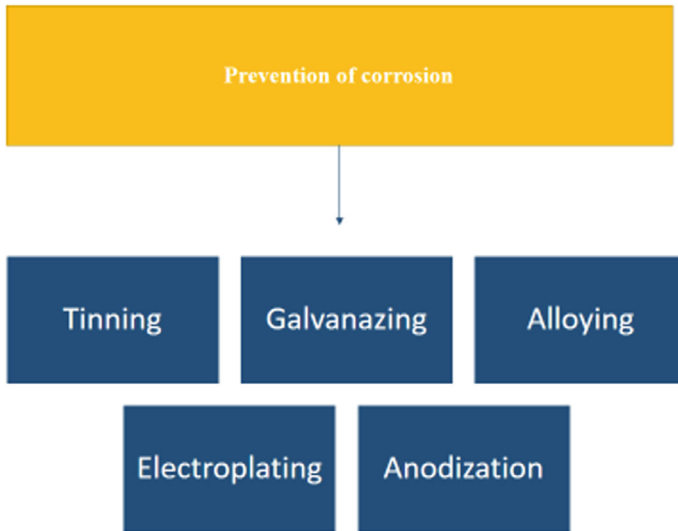 Prevention of corrosion
Tinning
Galvanazing
Alloying
Electroplating
Anodization